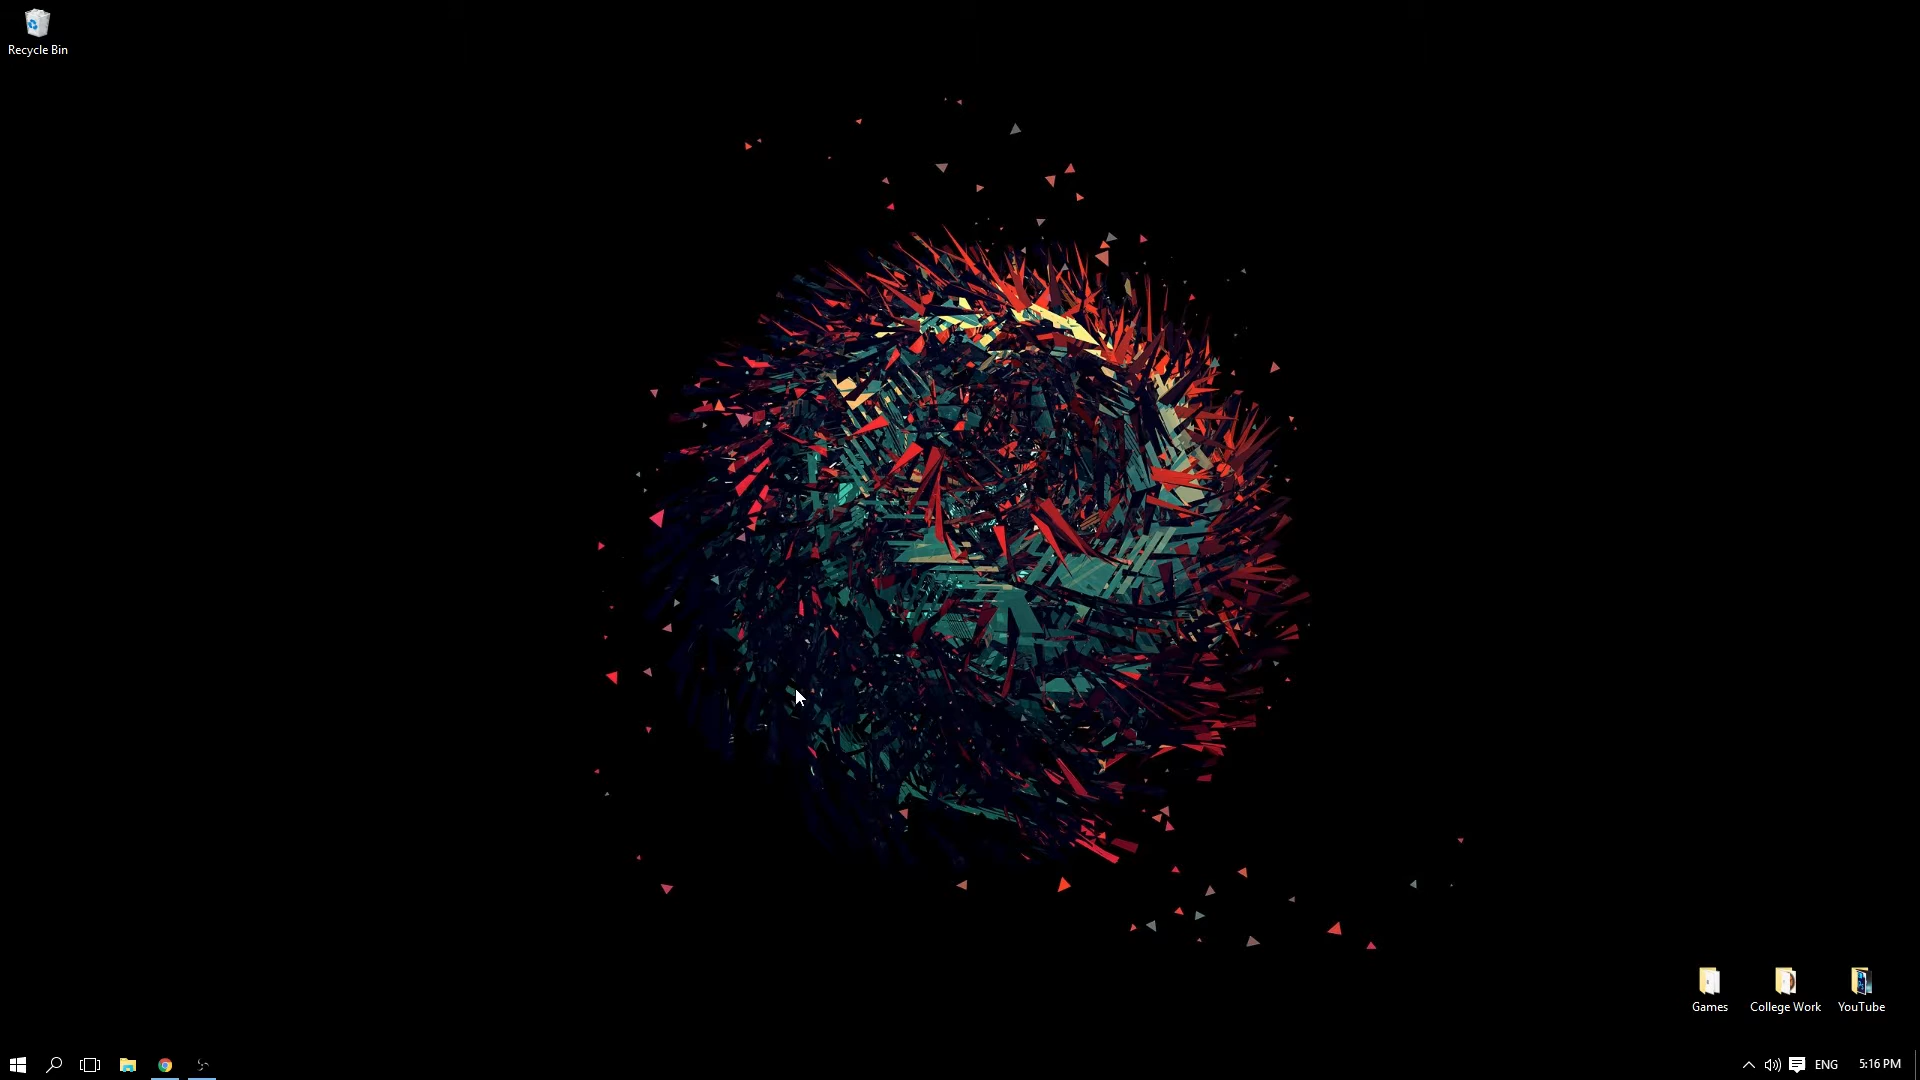 Recycle Bin
Games
College Work
YouTube
ENG
5:16 PM